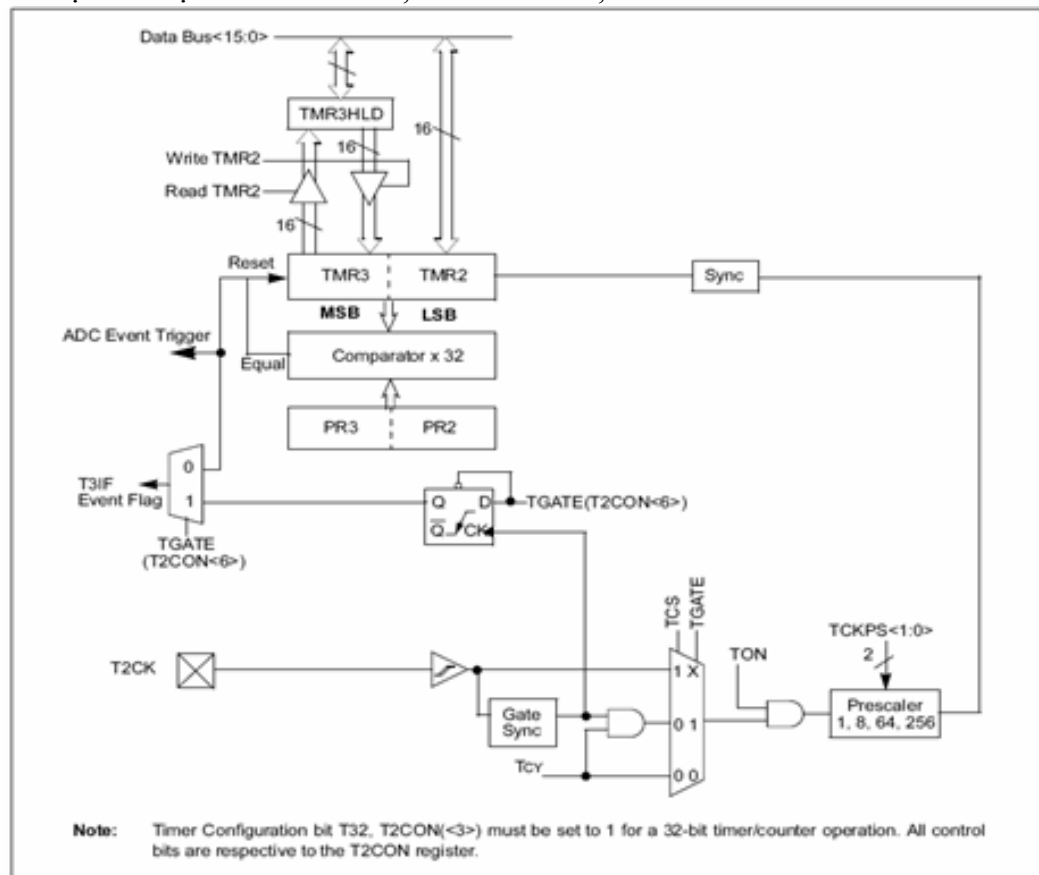 Data Bus<15:0>
TMR3HLD
16
16
Write TMR2
Read TMR2
16
Reset
TMR3
TMR2
Sync
MSB
LSB
ADC Event Trigger
Equal
Comparator x 32
PR3
PR2
0
T3IF
Event Flag
1
Q
D
TGATE(T2CON<6>)
Q
CK
TGATE
(T2CON<6>)
TCS
TGATE
TCKPS<1:0>
2
TON
T2CK
1 X
Prescaler
1, 8, 64, 256
Gate
Sync
0 1
TCY
0 0
Note: Timer Configuration bit T32, T2CON(<3>) must be set to 1 for a 32-bit timer/counter operation. All control
bits are respective to the T2CON register.